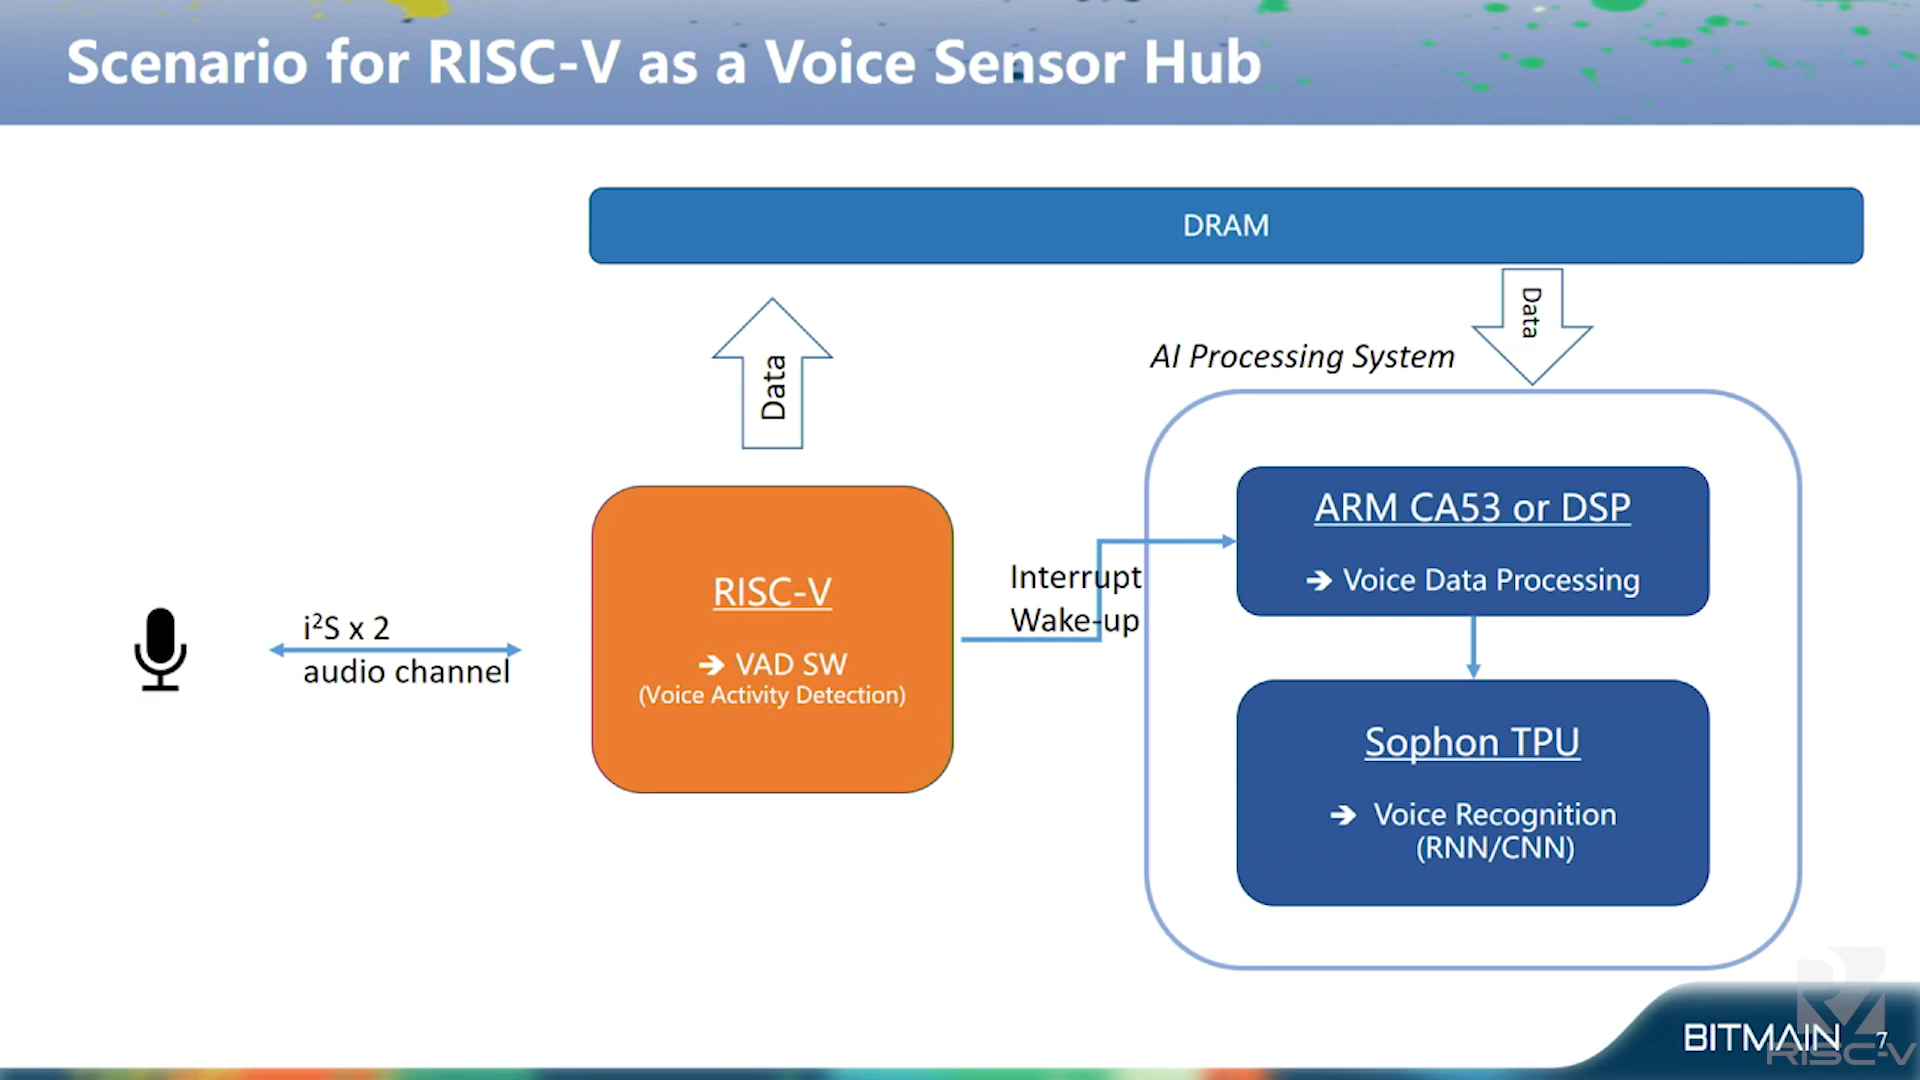 Scenario for RISC-V as a Voice Sensor Hub
DRAM
Data
Data
AI Processing System
ARM CA53 or DSP
➔ Voice Data Processing
Interrupt
Wake-up
RISC-V
➔ VAD SW
(Voice Activity Detection)
i²S x 2
audio channel
Sophon TPU
➔ Voice Recognition
(RNN/CNN)
BITMAIN
7
RISC-V